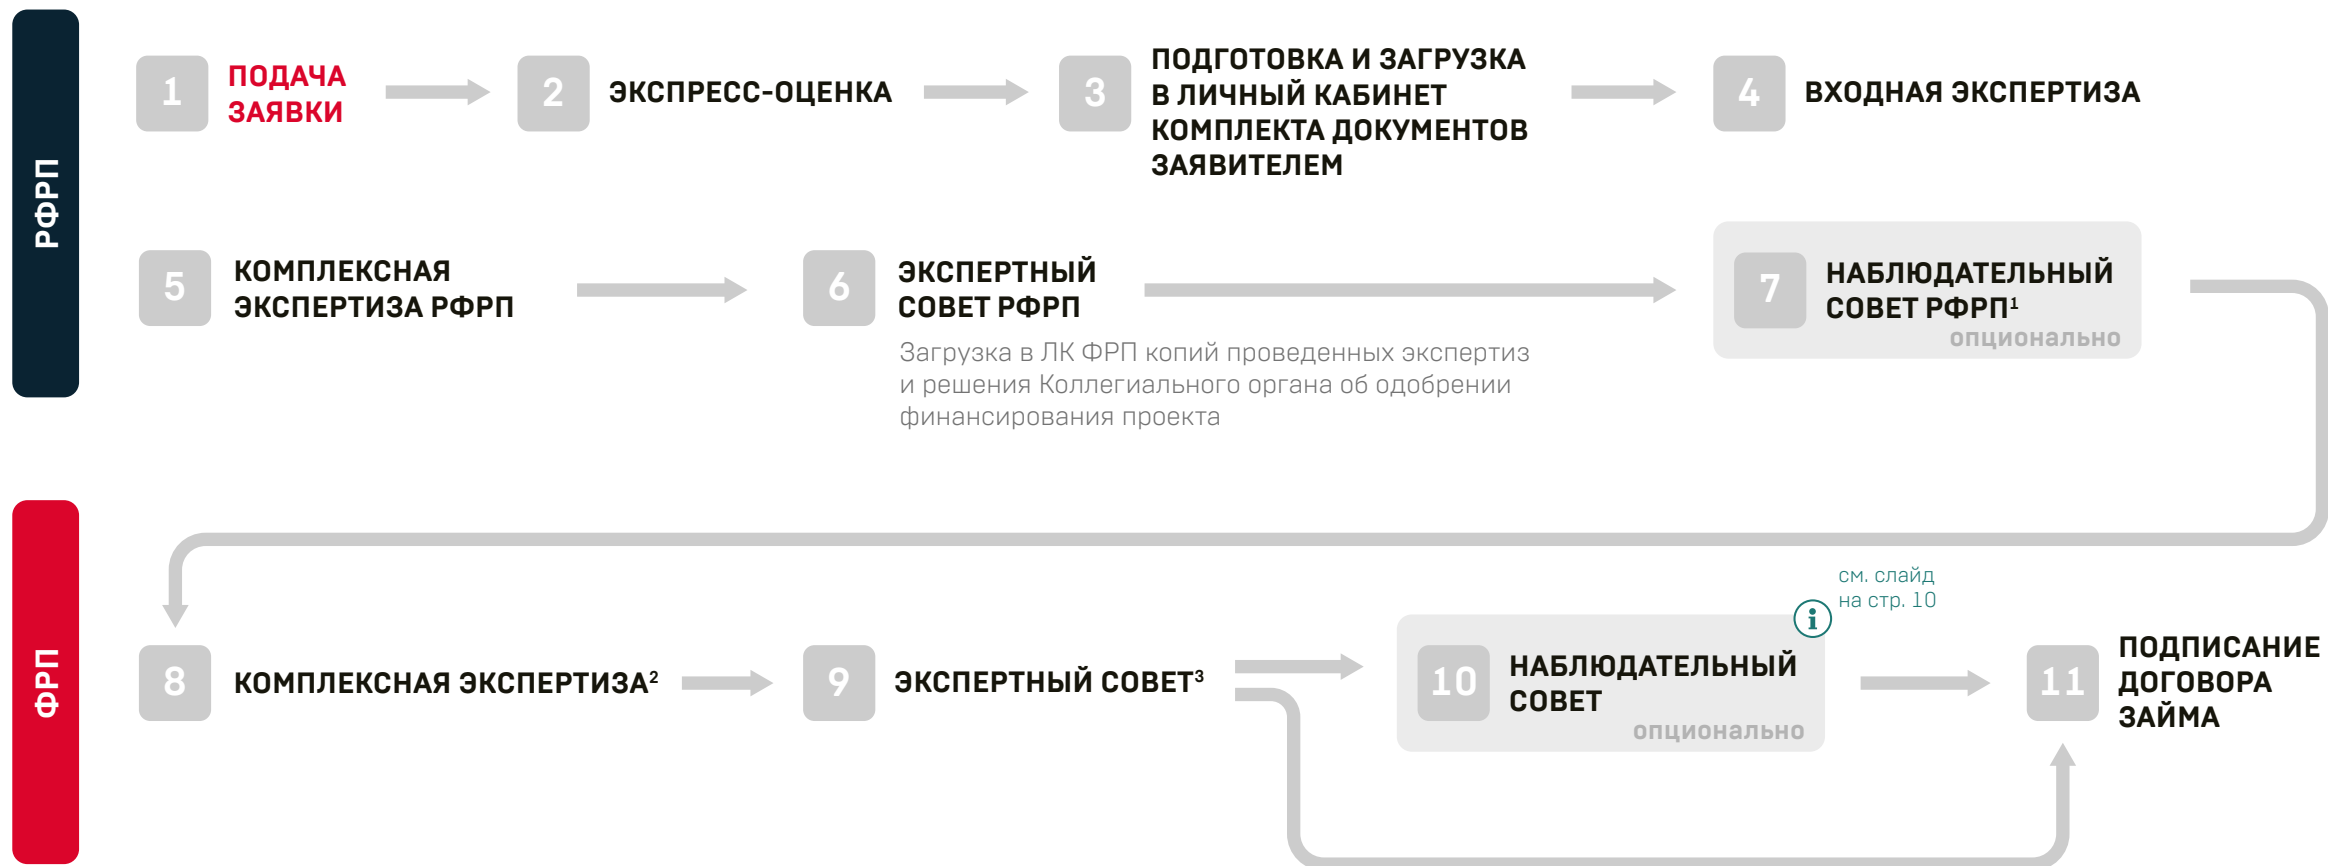 РФРП
1
ПОДАЧА
ЗАЯВКИ
2
ЭКСПРЕСС-ОЦЕНКА
3
ПОДГОТОВКА И ЗАГРУЗКА
В ЛИЧНЫЙ КАБИНЕТ
КОМПЛЕКТА ДОКУМЕНТОВ
ЗАЯВИТЕЛЕМ
4
ВХОДНАЯ ЭКСПЕРТИЗА
5
КОМПЛЕКСНАЯ
ЭКСПЕРТИЗА РФРП
6
ЭКСПЕРТНЫЙ
СОВЕТ РФРП
Загрузка в ЛК ФРП копий проведенных экспертиз
и решения Коллегиального органа об одобрении
финансирования проекта
7
НАБЛЮДАТЕЛЬНЫЙ
СОВЕТ РФРП¹
опционально
ФРП
8
КОМПЛЕКСНАЯ ЭКСПЕРТИЗА²
9
ЭКСПЕРТНЫЙ СОВЕТ³
см. слайд
на стр. 10
i
10
НАБЛЮДАТЕЛЬНЫЙ
СОВЕТ
опционально
11
ПОДПИСАНИЕ
ДОГОВОРА
ЗАЙМА